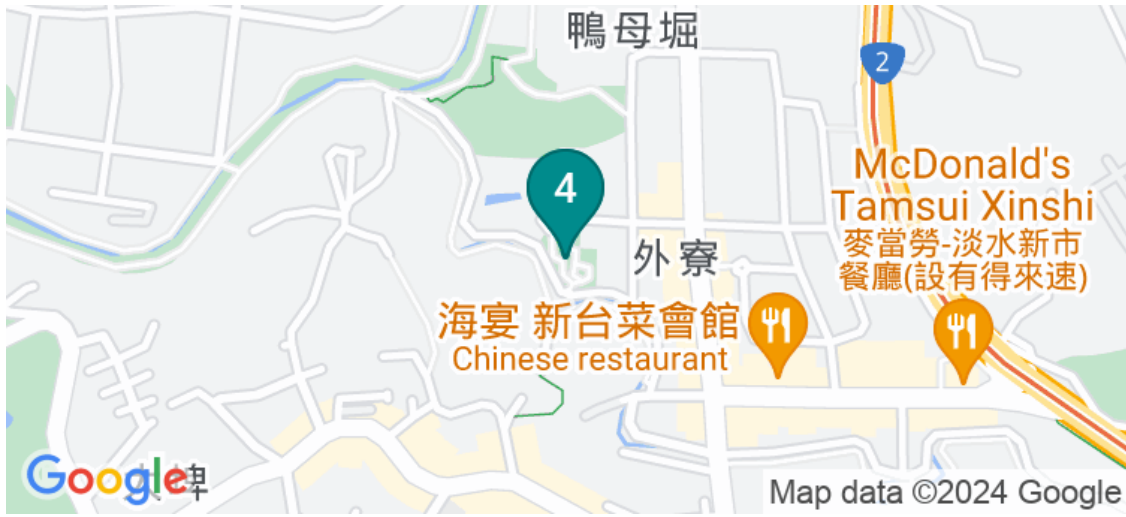 鴨母堀
2
4
McDonald's
Tamsui Xinshi
麥當勞-淡水新市
餐廳(設有得來速)
外寮
海宴 新台菜會館
Chinese restaurant
Google
埤
Map data ©2024 Google